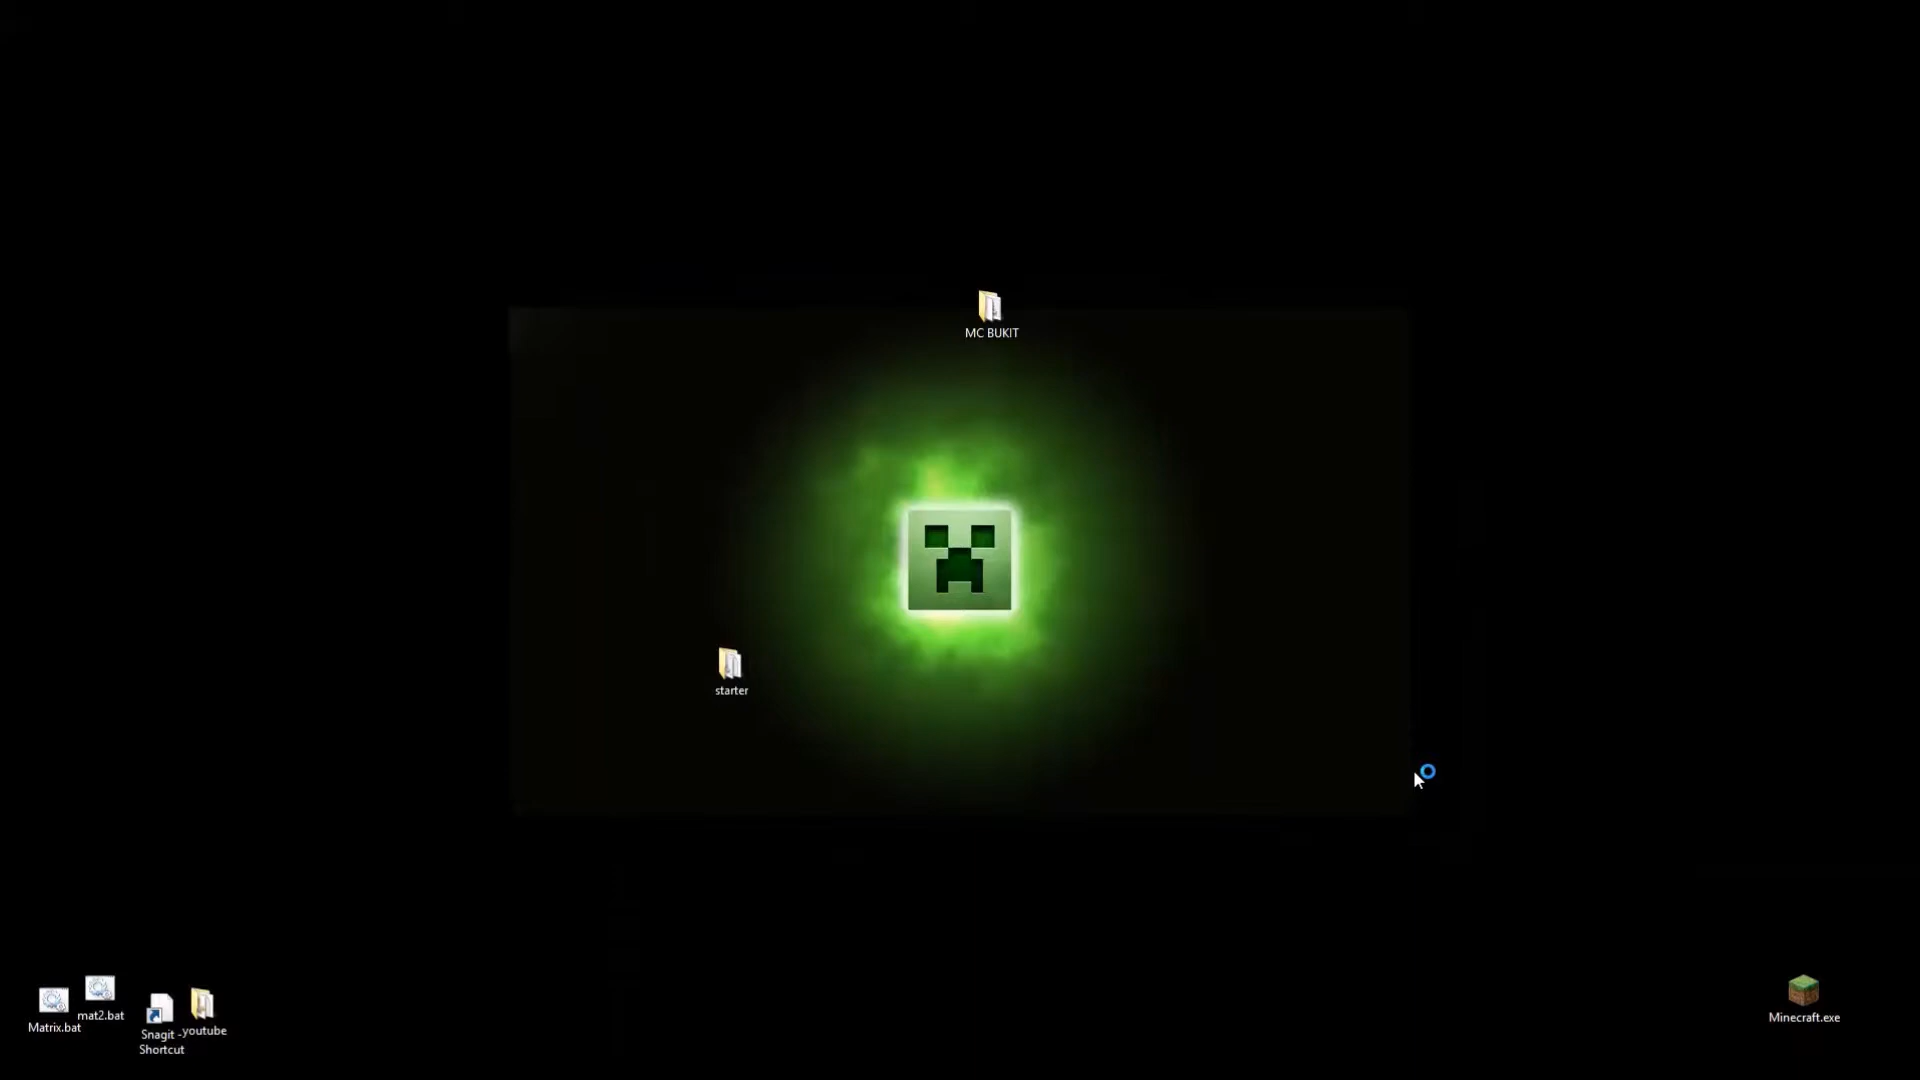 MC BUKIT
starter
Matrix.bat
mat2.bat
Snagit -
Shortcut
youtube
Minecraft.exe